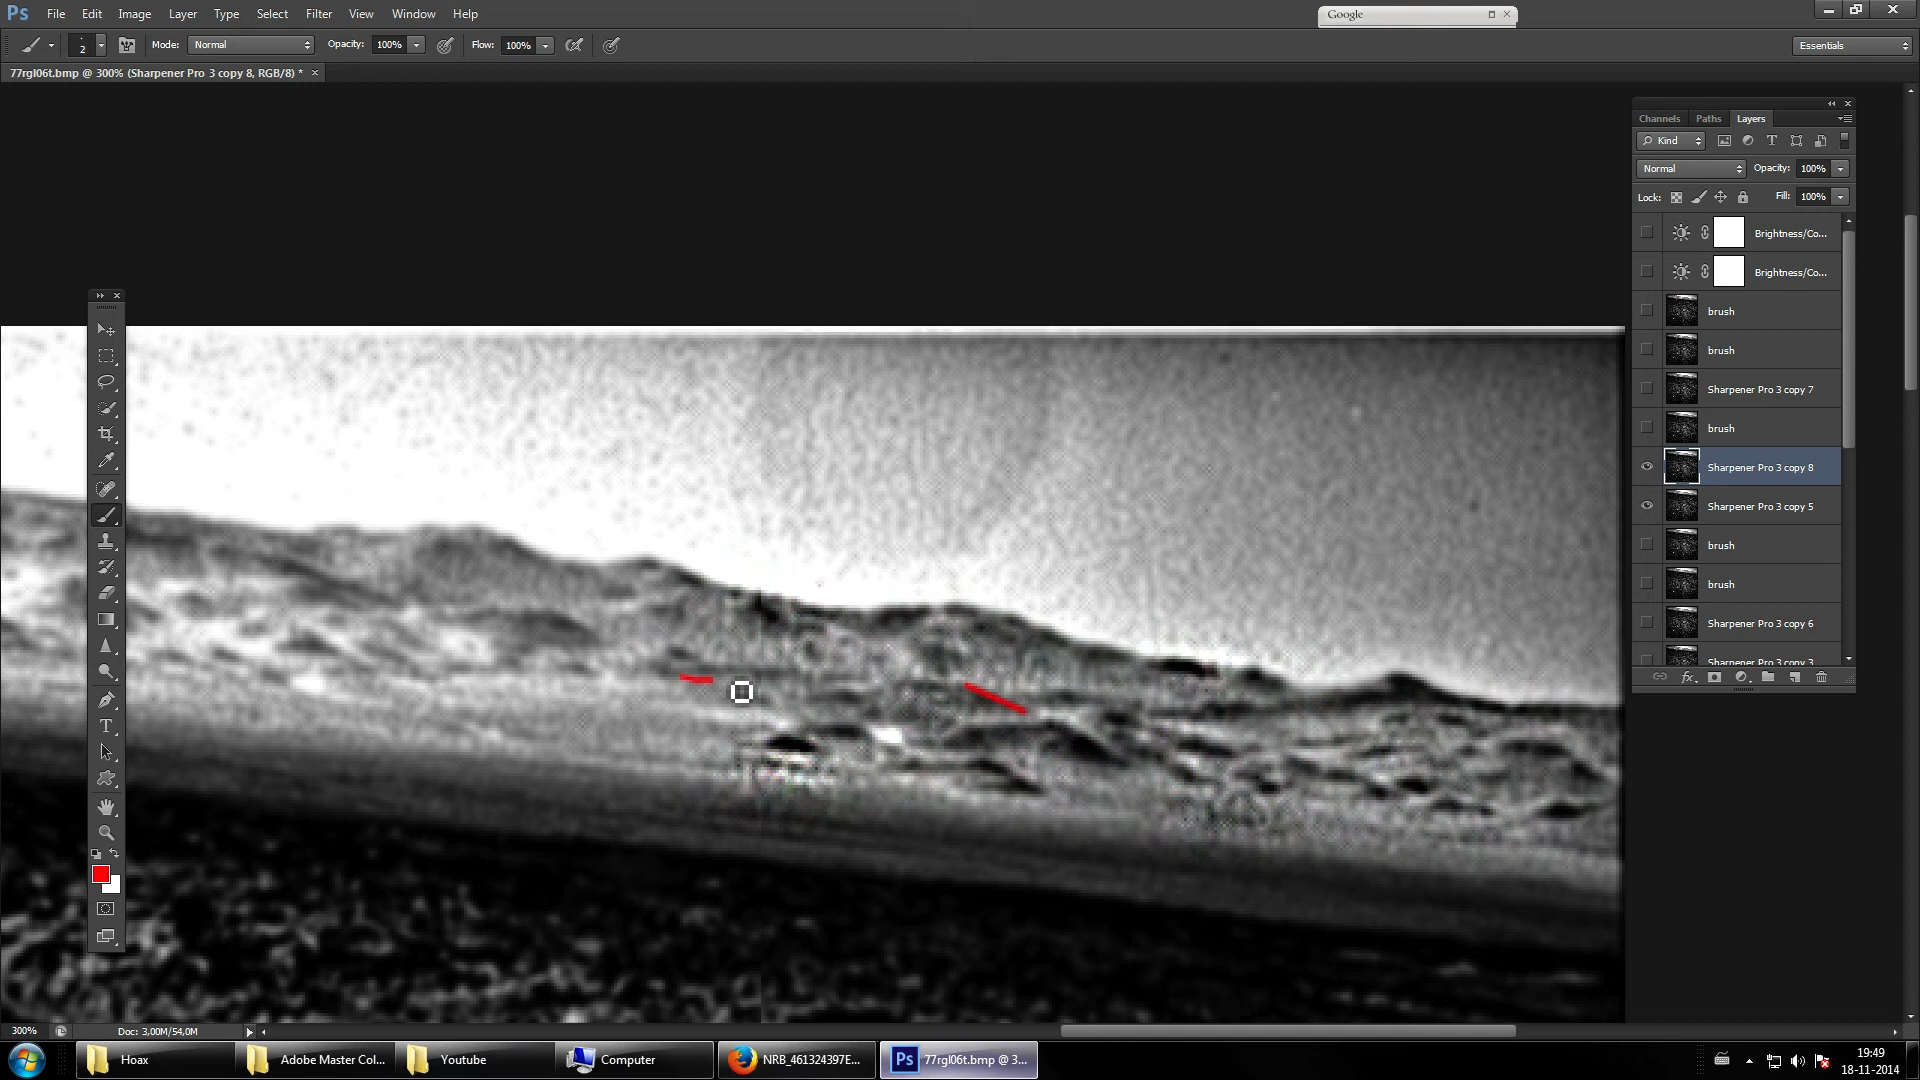 Ps File Edit Image Layer Type Select Filter View Window Help
Google
2 Mode: Normal Opacity: 100% Flow: 100% Essentials
77rgl06t.bmp @ 300% (Sharpener Pro 3 copy 8, RGB/8) *
Channels Paths Layers
Kind
Normal Opacity: 100%
Lock: Fill: 100%
Brightness/Co...
Brightness/Co...
brush
brush
Sharpener Pro 3 copy 7
brush
Sharpener Pro 3 copy 8
Sharpener Pro 3 copy 5
brush
brush
Sharpener Pro 3 copy 6
Sharpener Pro 3 copy 3
300% Doc: 3,00M/54,0M
Hoax Adobe Master Col... Youtube Computer NRB_461324397E... Ps 77rgl06t.bmp @ 3...
19:49
18-11-2014